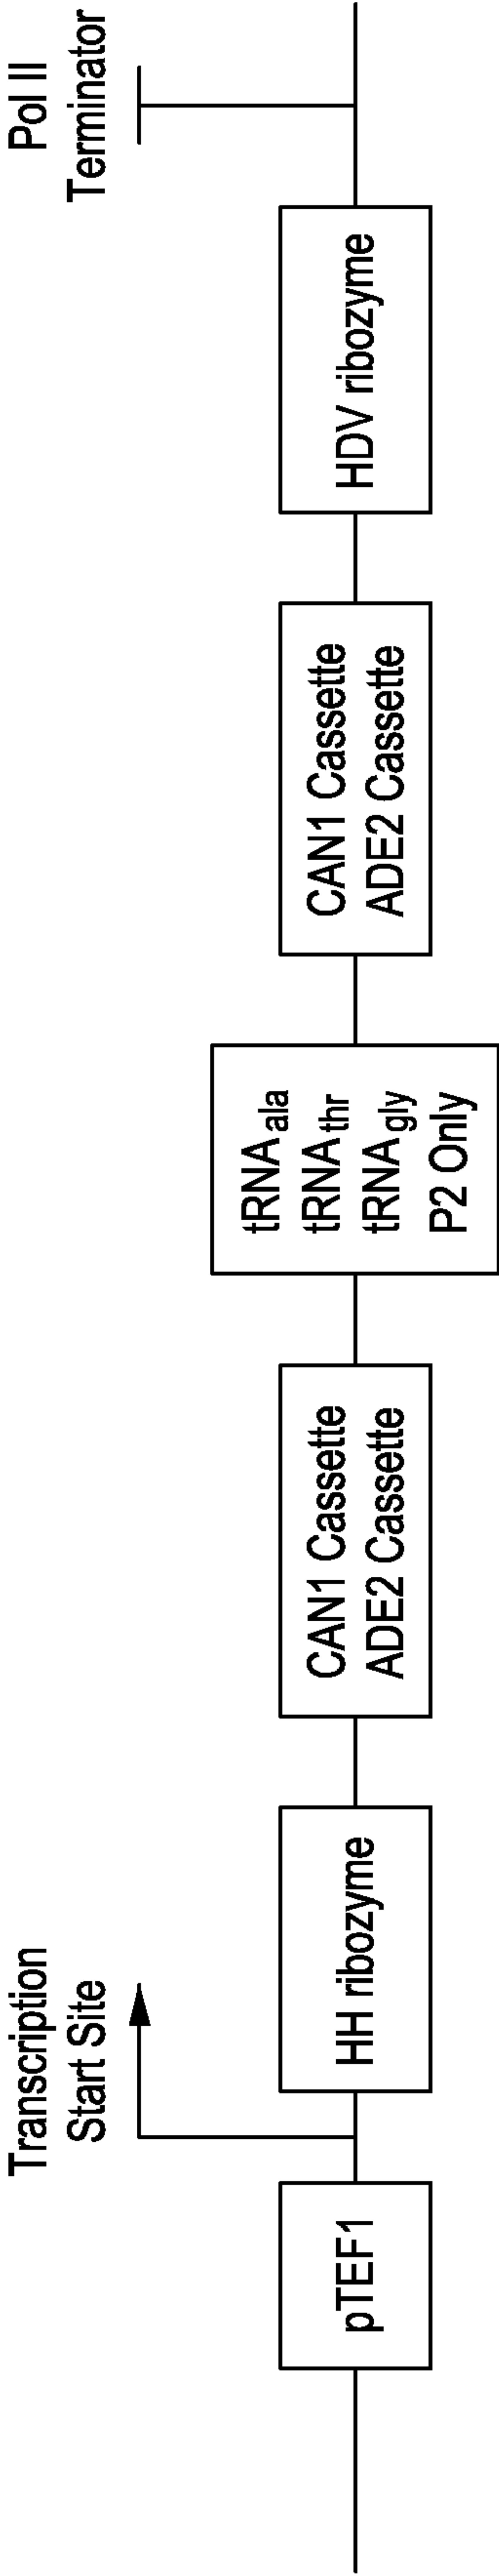 Transcription
Start Site
Pol II
Terminator
pTEF1
HH ribozyme
CAN1 Cassette
ADE2 Cassette
tRNAala
tRNAthr
tRNAgly
P2 Only
CAN1 Cassette
ADE2 Cassette
HDV ribozyme